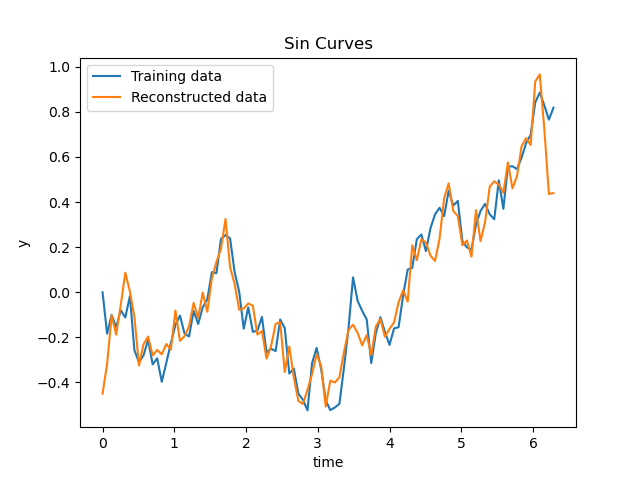 Sin Curves
Training data
Reconstructed data
1.0
0.8
0.6
0.4
0.2
0.0
−0.2
−0.4
y
0 1 2 3 4 5 6
time